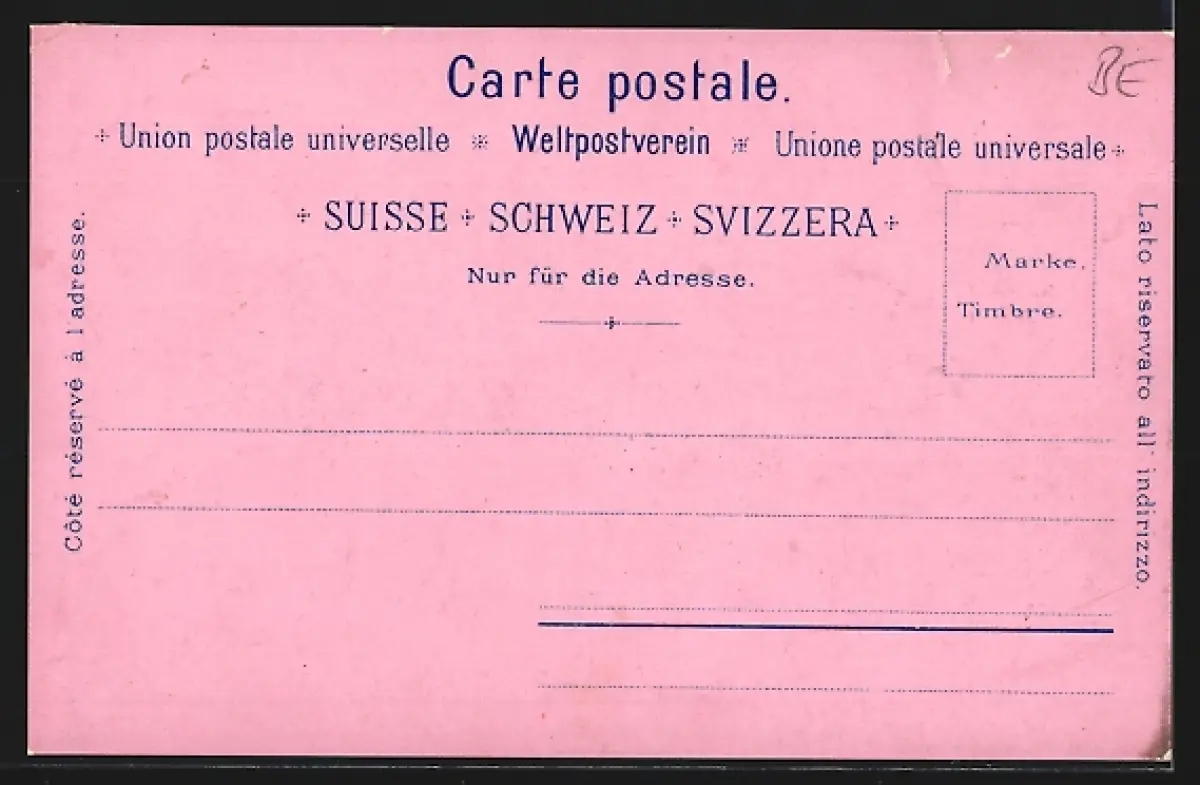 Carte postale.
BE
Union postale universelle Weltpostverein Unione postale universale
SUISSE SCHWEIZ SVIZZERA
Nur für die Adresse.
Marke.
Timbre.
Côté réservé à l'adresse.
Lato riservato all' indirizzo.